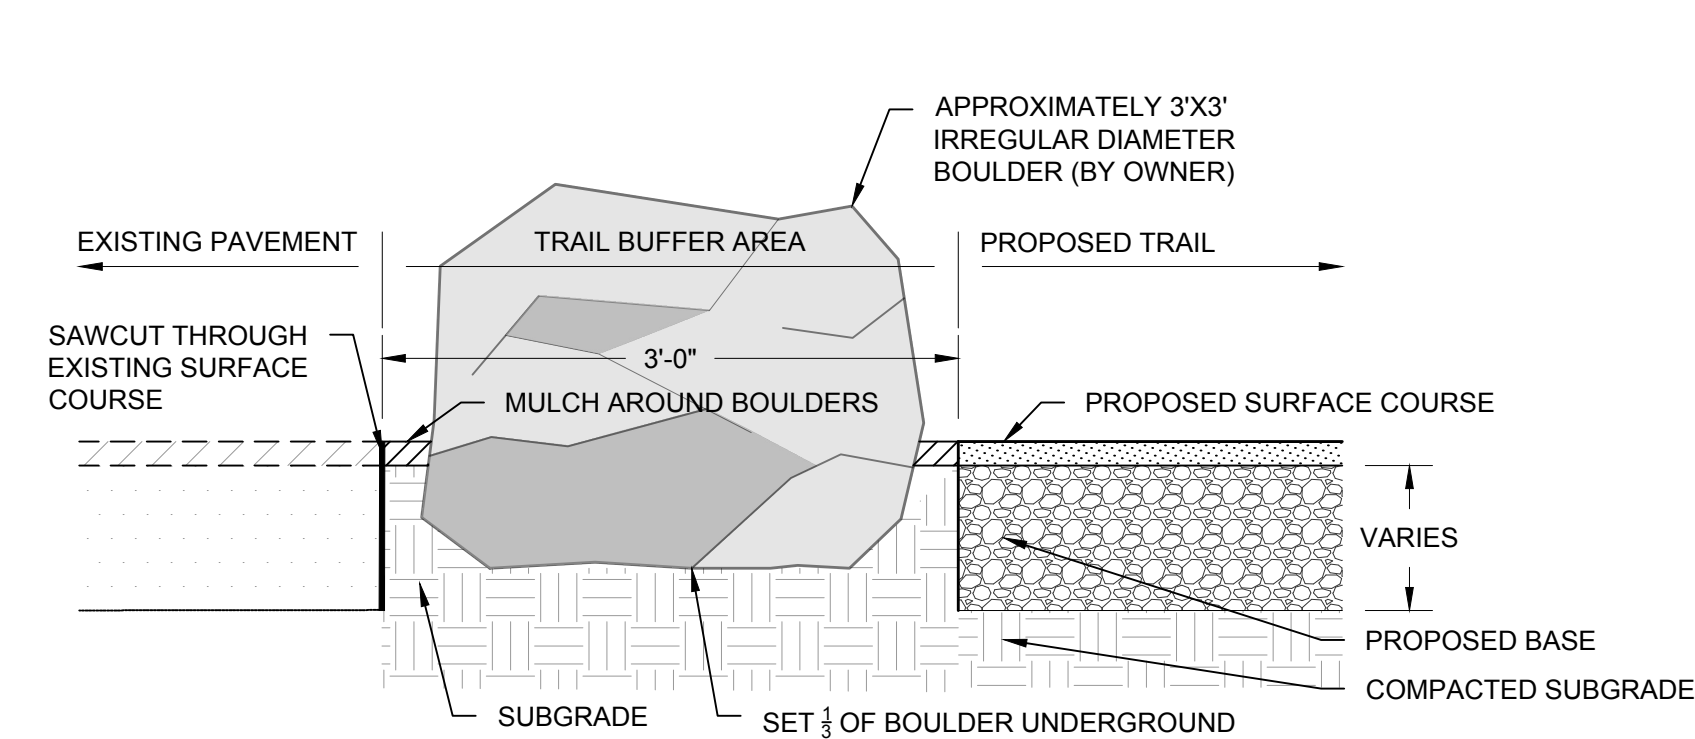 APPROXIMATELY 3'X3'
IRREGULAR DIAMETER
BOULDER (BY OWNER)
EXISTING PAVEMENT
TRAIL BUFFER AREA
PROPOSED TRAIL
SAWCUT THROUGH
EXISTING SURFACE
COURSE
3'-0"
MULCH AROUND BOULDERS
PROPOSED SURFACE COURSE
VARIES
PROPOSED BASE
COMPACTED SUBGRADE
SUBGRADE
SET 1/3 OF BOULDER UNDERGROUND